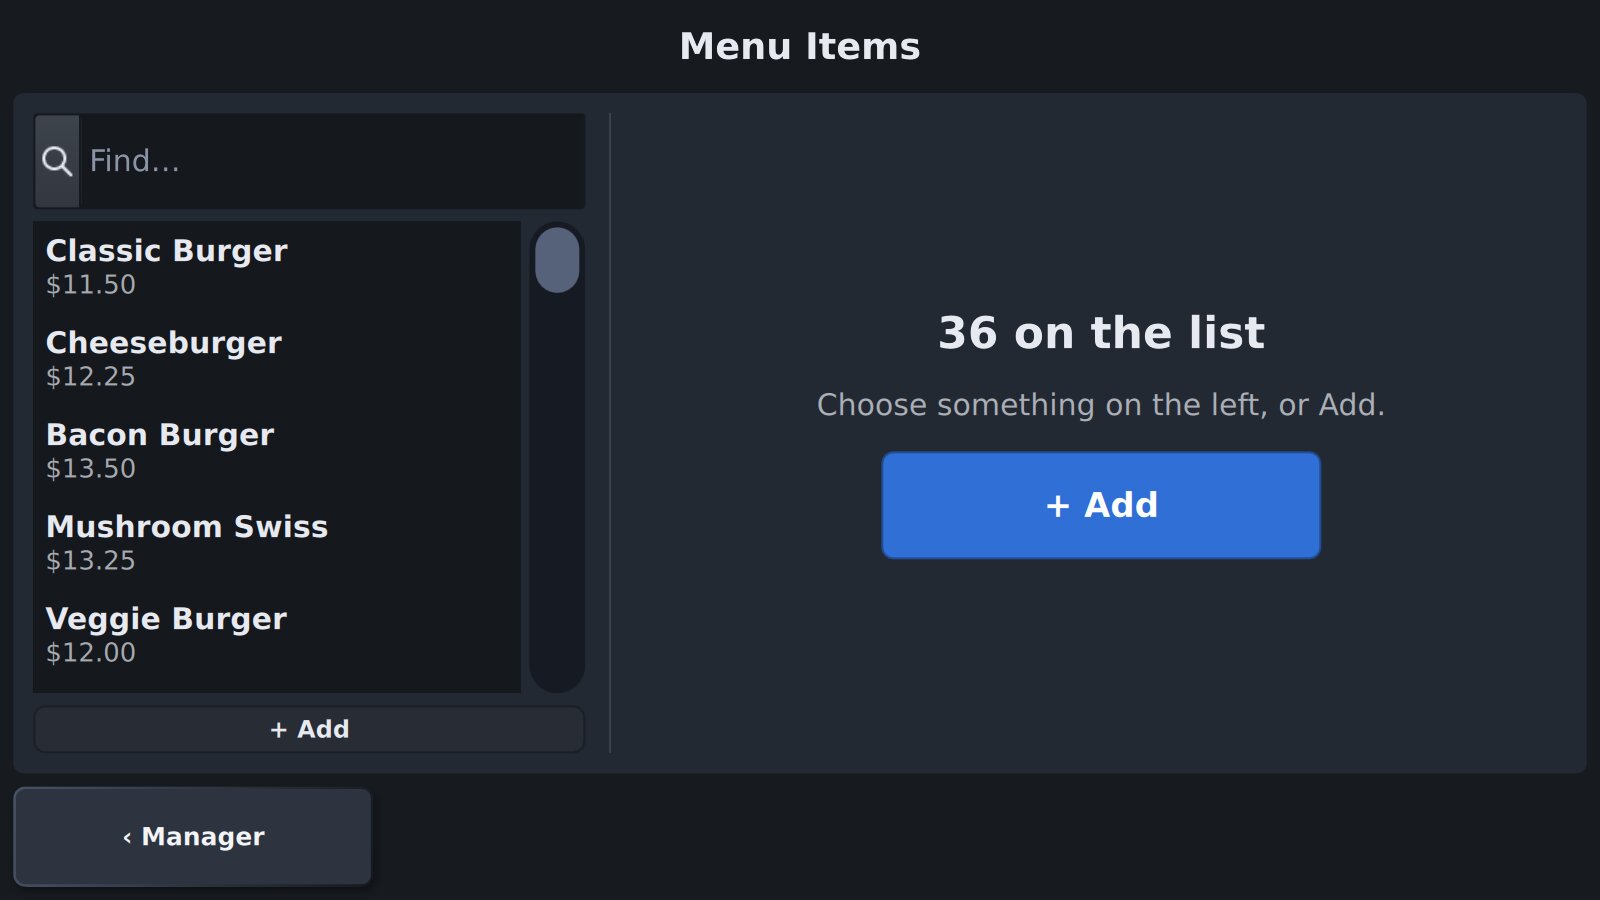 Menu Items
Find...
Classic Burger
$11.50
Cheeseburger
$12.25
Bacon Burger
$13.50
Mushroom Swiss
$13.25
Veggie Burger
$12.00
+ Add
36 on the list
Choose something on the left, or Add.
+ Add
‹ Manager